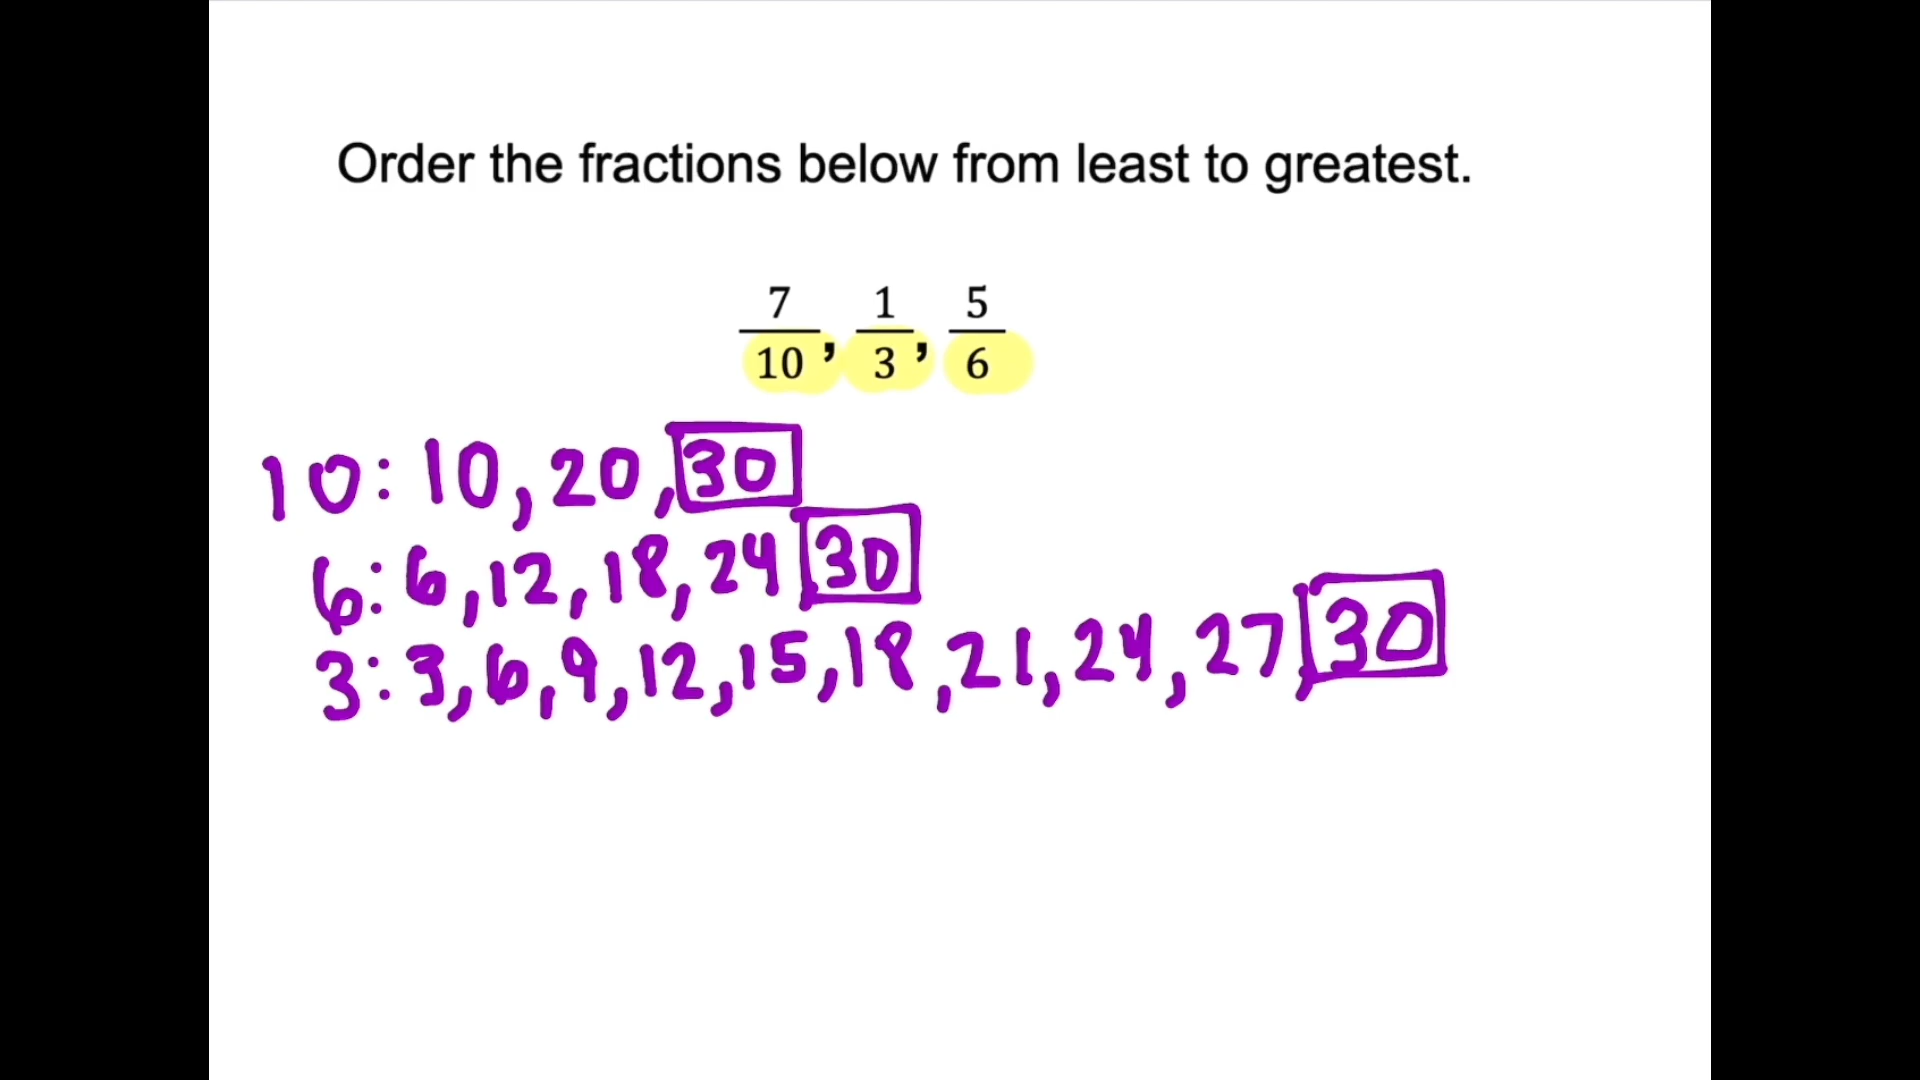 Order the fractions below from least to greatest.
7/10, 1/3, 5/6
10: 10, 20, 30
6: 6, 12, 18, 24 30
3: 3, 6, 9, 12, 15, 18, 21, 24, 27, 30